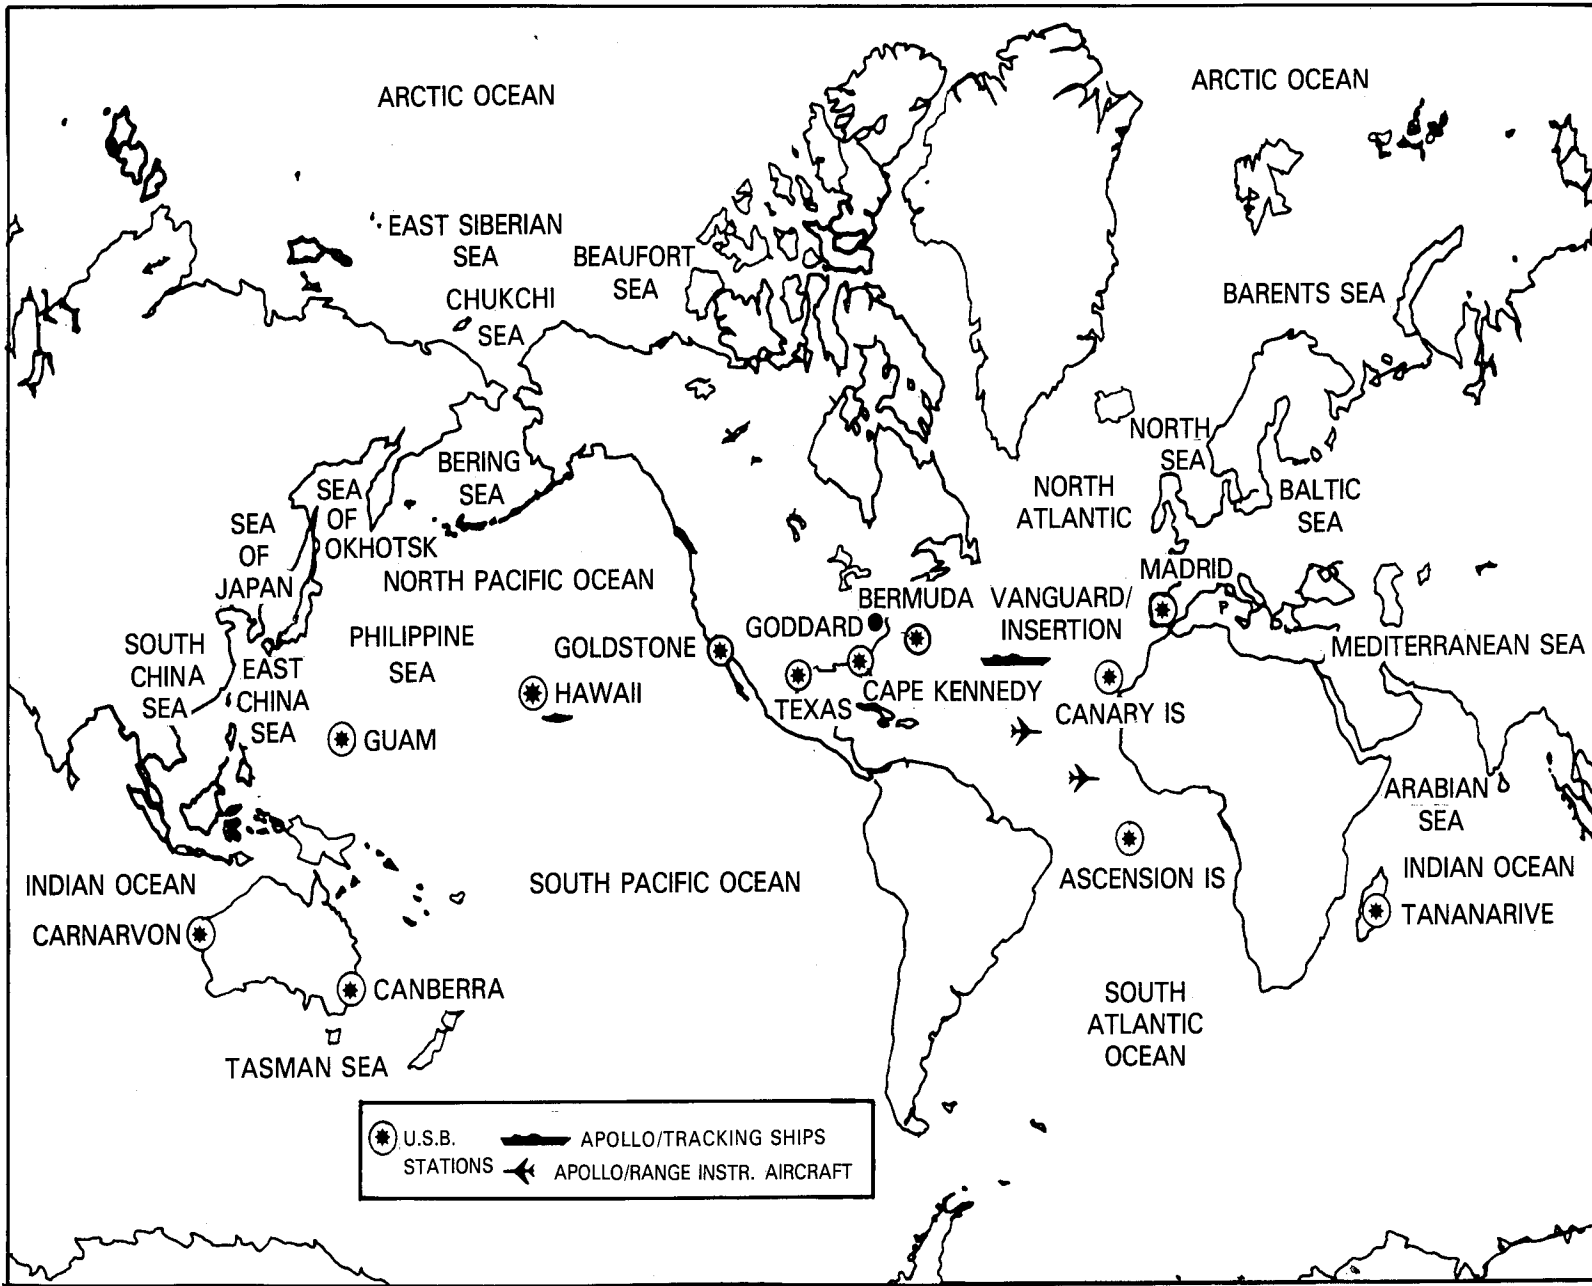 ARCTIC OCEAN
ARCTIC OCEAN
EAST SIBERIAN
SEA
BEAUFORT
SEA
CHUKCHI
SEA
BARENTS SEA
NORTH
SEA
BERING
SEA
SEA
OF
OKHOTSK
NORTH
ATLANTIC
BALTIC
SEA
SEA
OF
JAPAN
NORTH PACIFIC OCEAN
MADRID
BERMUDA
VANGUARD/
INSERTION
GODDARD
SOUTH
CHINA
SEA
EAST
CHINA
SEA
PHILIPPINE
SEA
GOLDSTONE
MEDITERRANEAN SEA
HAWAII
TEXAS
CAPE KENNEDY
CANARY IS
GUAM
ARABIAN
SEA
INDIAN OCEAN
SOUTH PACIFIC OCEAN
ASCENSION IS
INDIAN OCEAN
CARNARVON
TANANARIVE
CANBERRA
SOUTH
ATLANTIC
OCEAN
TASMAN SEA
U.S.B.
STATIONS
APOLLO/TRACKING SHIPS
APOLLO/RANGE INSTR. AIRCRAFT